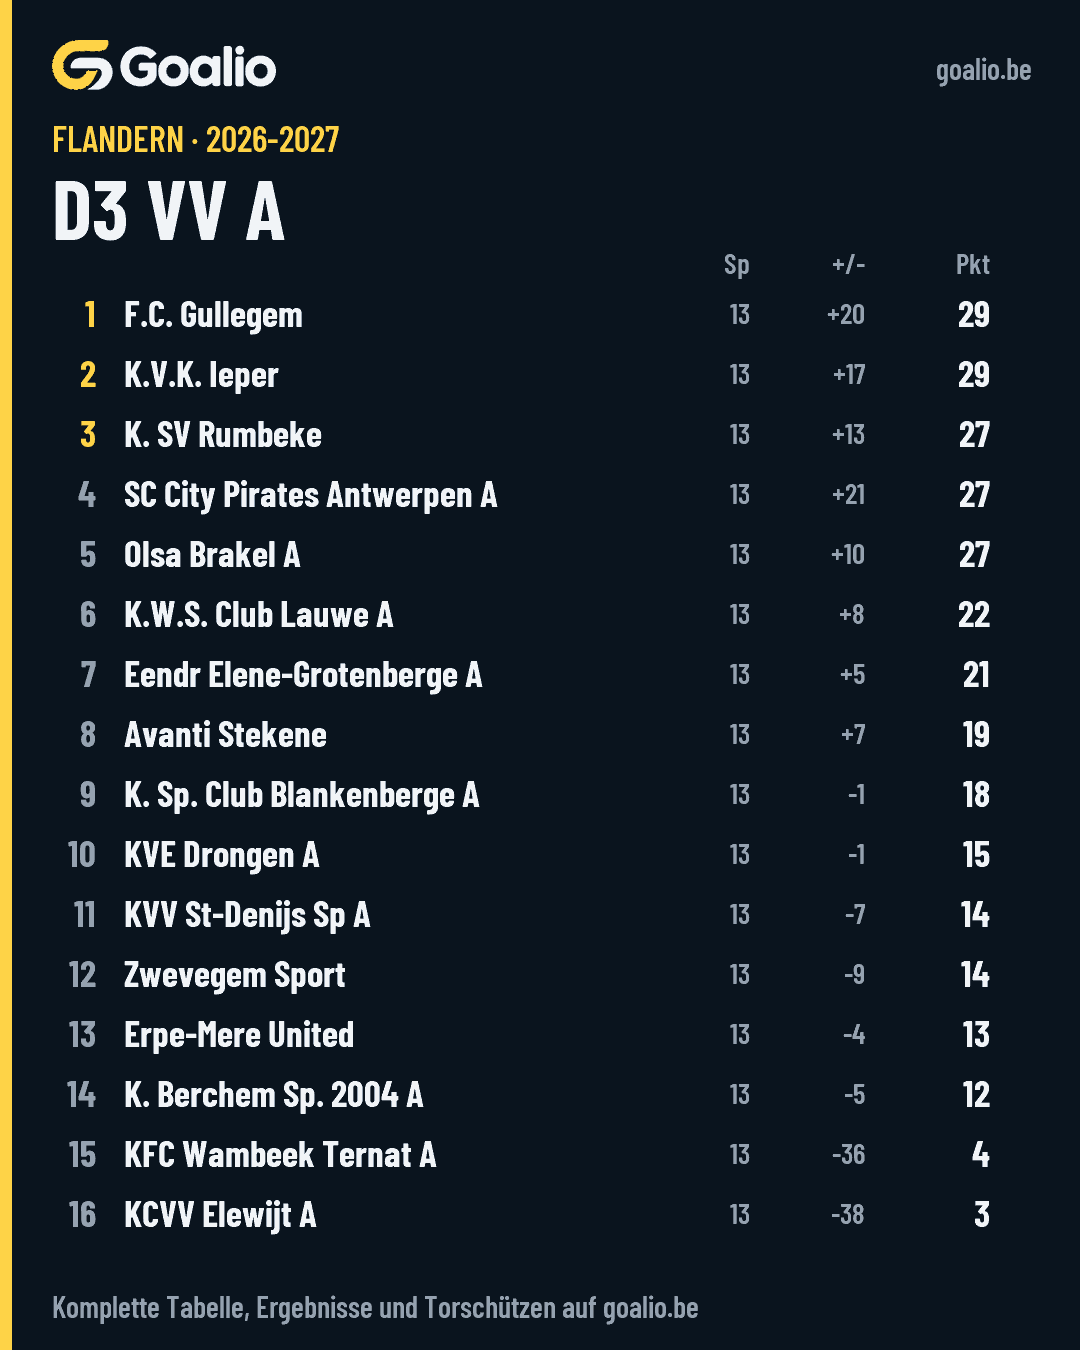 Goalio
goalio.be
FLANDERN · 2026-2027
D3 VV A
Sp +/- Pkt
1 F.C. Gullegem 13 +20 29
2 K.V.K. Ieper 13 +17 29
3 K. SV Rumbeke 13 +13 27
4 SC City Pirates Antwerpen A 13 +21 27
5 Olsa Brakel A 13 +10 27
6 K.W.S. Club Lauwe A 13 +8 22
7 Eendr Elene-Grotenberge A 13 +5 21
8 Avanti Stekene 13 +7 19
9 K. Sp. Club Blankenberge A 13 -1 18
10 KVE Drongen A 13 -1 15
11 KVV St-Denijs Sp A 13 -7 14
12 Zwevegem Sport 13 -9 14
13 Erpe-Mere United 13 -4 13
14 K. Berchem Sp. 2004 A 13 -5 12
15 KFC Wambeek Ternat A 13 -36 4
16 KCVV Elewijt A 13 -38 3
Komplette Tabelle, Ergebnisse und Torschützen auf goalio.be